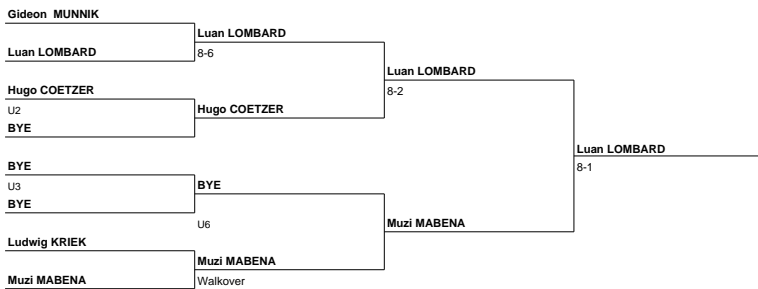 Gideon  MUNNIK
Luan LOMBARD
Luan LOMBARD
8-6
Luan LOMBARD
8-2
Hugo COETZER
U2
Hugo COETZER
BYE
Luan LOMBARD
8-1
BYE
U3
BYE
BYE
U6
Muzi MABENA
Ludwig KRIEK
Muzi MABENA
Muzi MABENA
Walkover